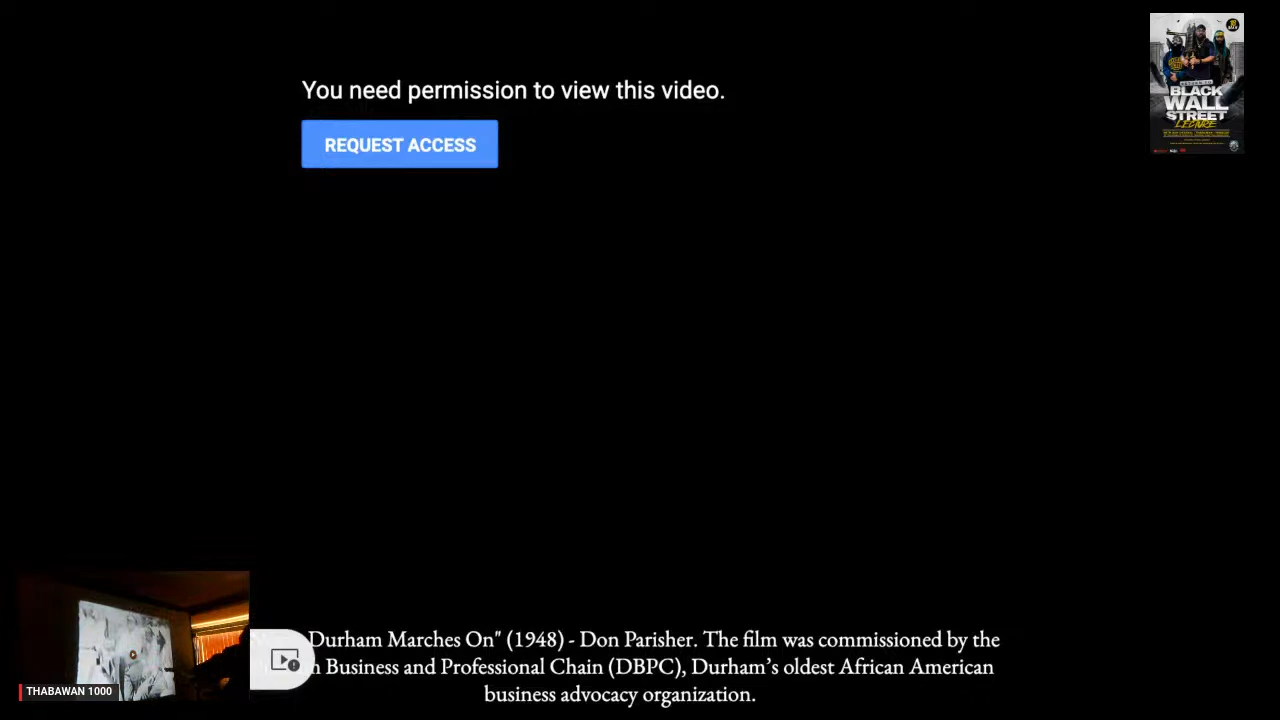 You need permission to view this video.
REQUEST ACCESS
BLACK
WALL
STREET
LECTURE
Durham Marches On" (1948) - Don Parisher. The film was commissioned by the
Business and Professional Chain (DBPC), Durham’s oldest African American
business advocacy organization.
THABAWAN 1000